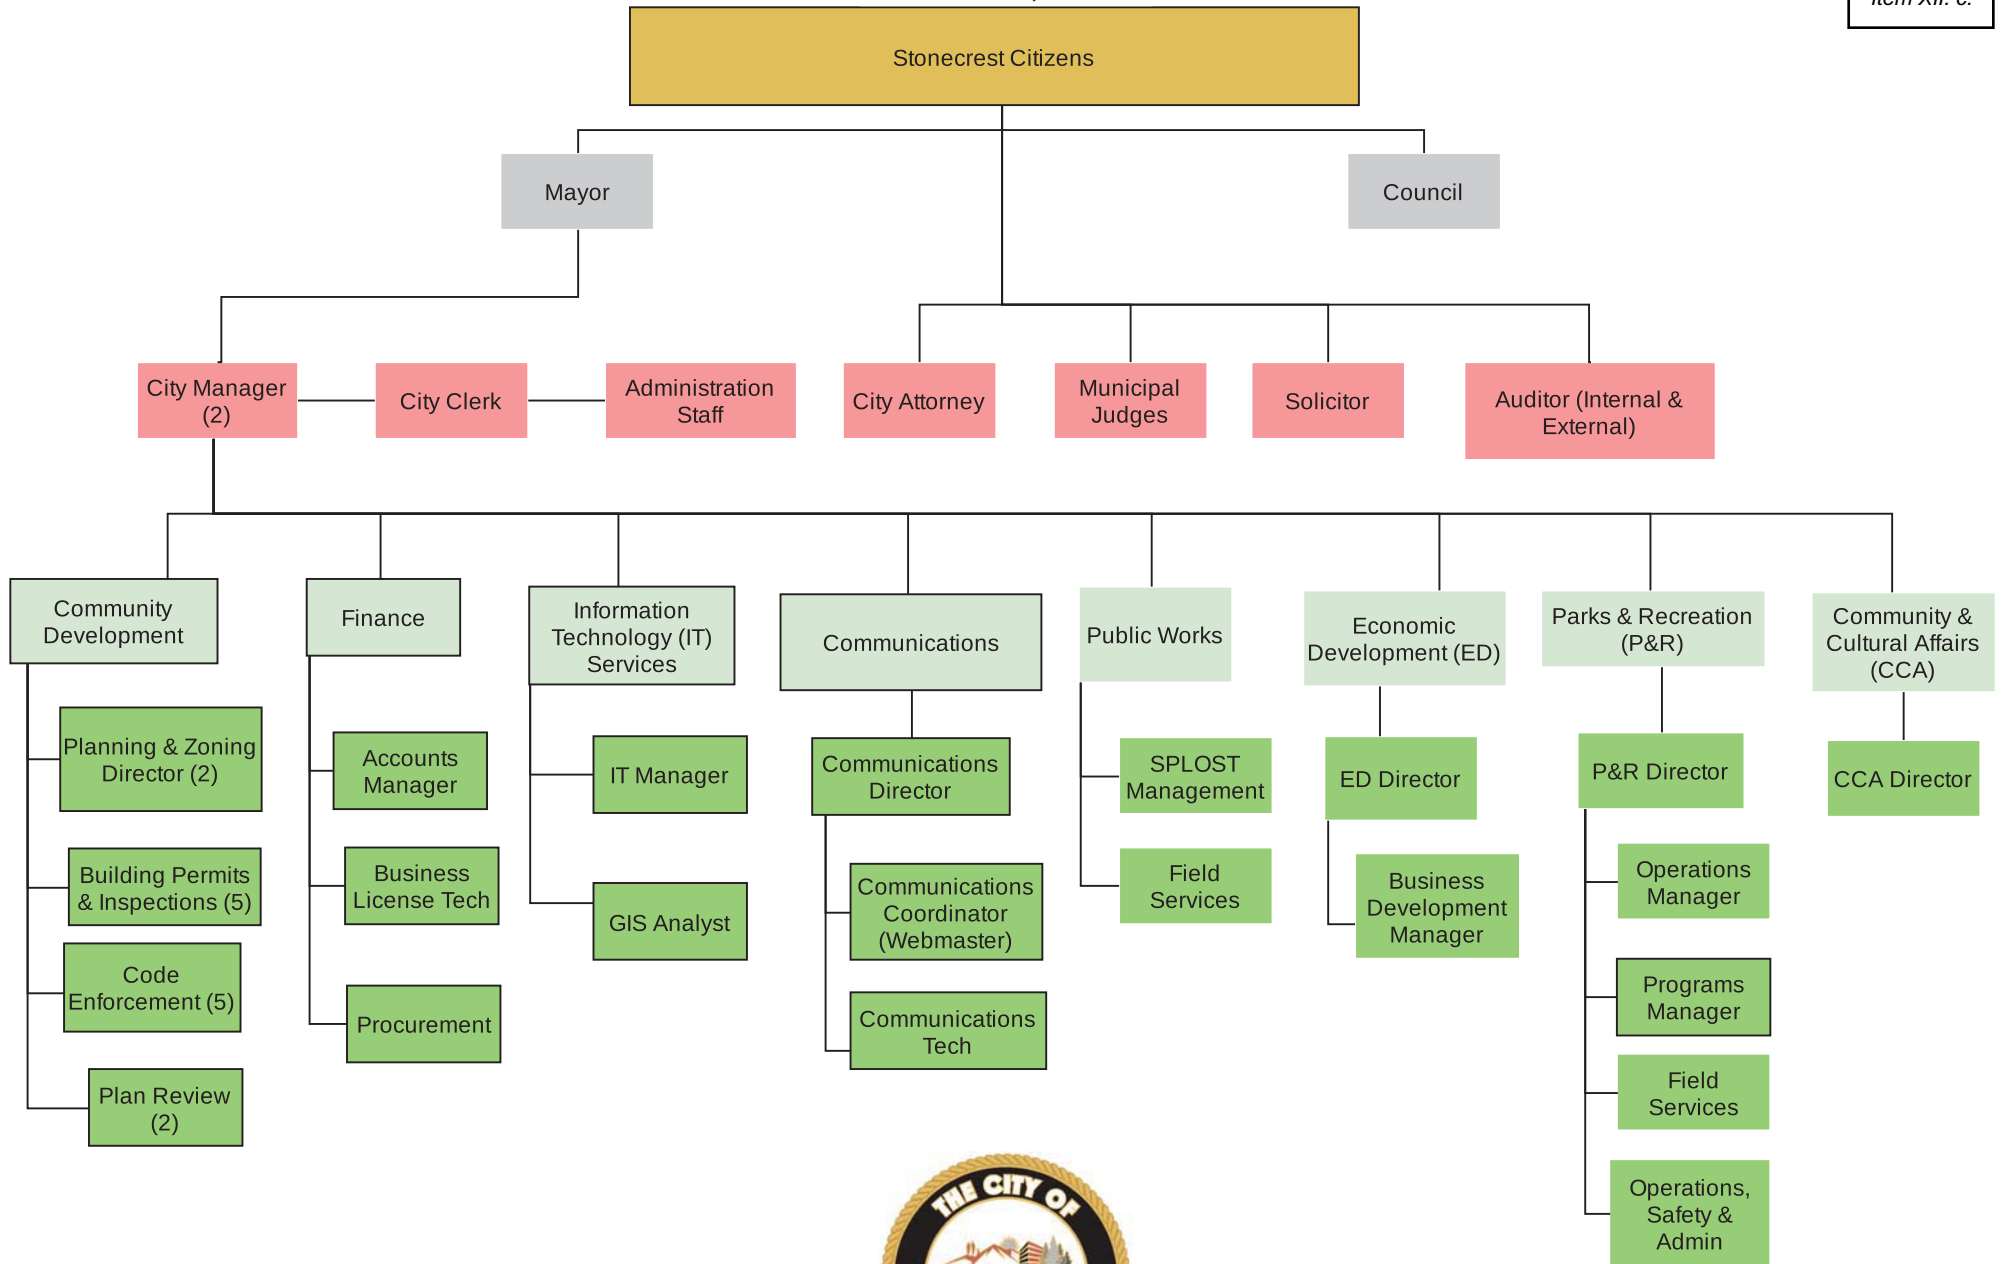 Item XII. c.
Stonecrest Citizens
Mayor
Council
City Manager
(2)
City Clerk
Administration
Staff
City Attorney
Municipal
Judges
Solicitor
Auditor (Internal &
External)
Community
Development
Finance
Information
Technology (IT)
Services
Communications
Public Works
Economic
Development (ED)
Parks & Recreation
(P&R)
Community &
Cultural Affairs
(CCA)
Planning & Zoning
Director (2)
Building Permits
& Inspections (5)
Code
Enforcement (5)
Plan Review
(2)
Accounts
Manager
Business
License Tech
Procurement
IT Manager
GIS Analyst
Communications
Director
Communications
Coordinator
(Webmaster)
Communications
Tech
SPLOST
Management
Field
Services
ED Director
Business
Development
Manager
P&R Director
Operations
Manager
Programs
Manager
Field
Services
Operations,
Safety &
Admin
CCA Director
THE CITY OF